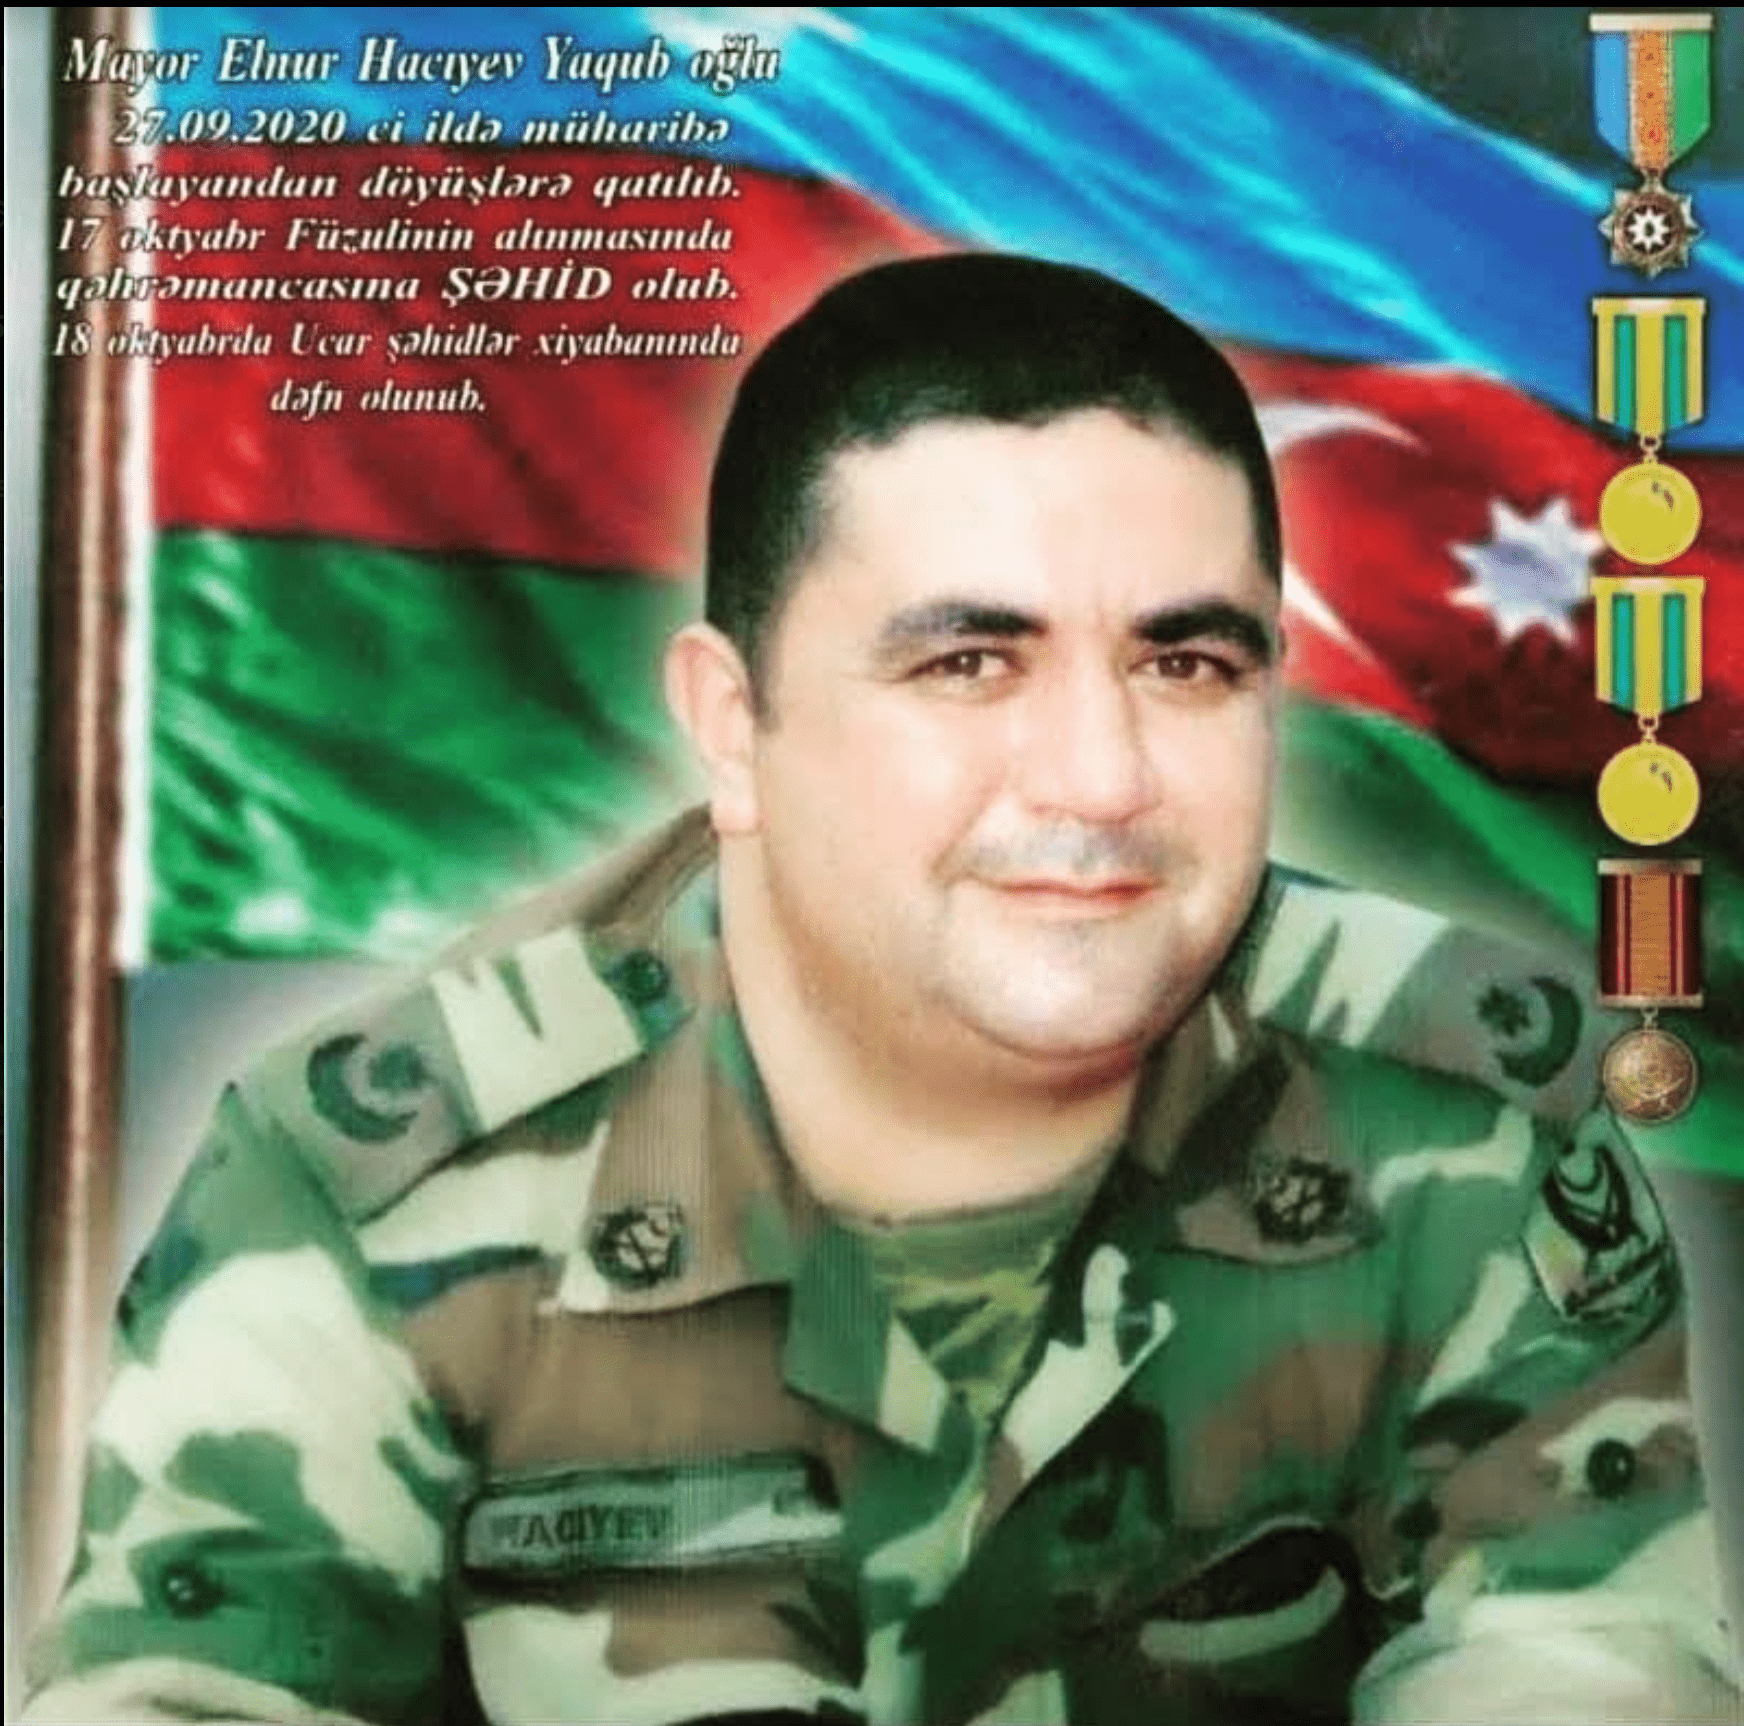 Mayor Elnur Hacıyev Yaqub oğlu
27.09.2020 ci ildə müharibə
başlayandan döyüşlərə qatılıb.
17 oktyabr Füzulinin alınmasında
qəhrəmancasına ŞƏHİD olub.
18 oktyabrda Ucar şəhidlər xiyabanında
dəfn olunub.
HACIYEV